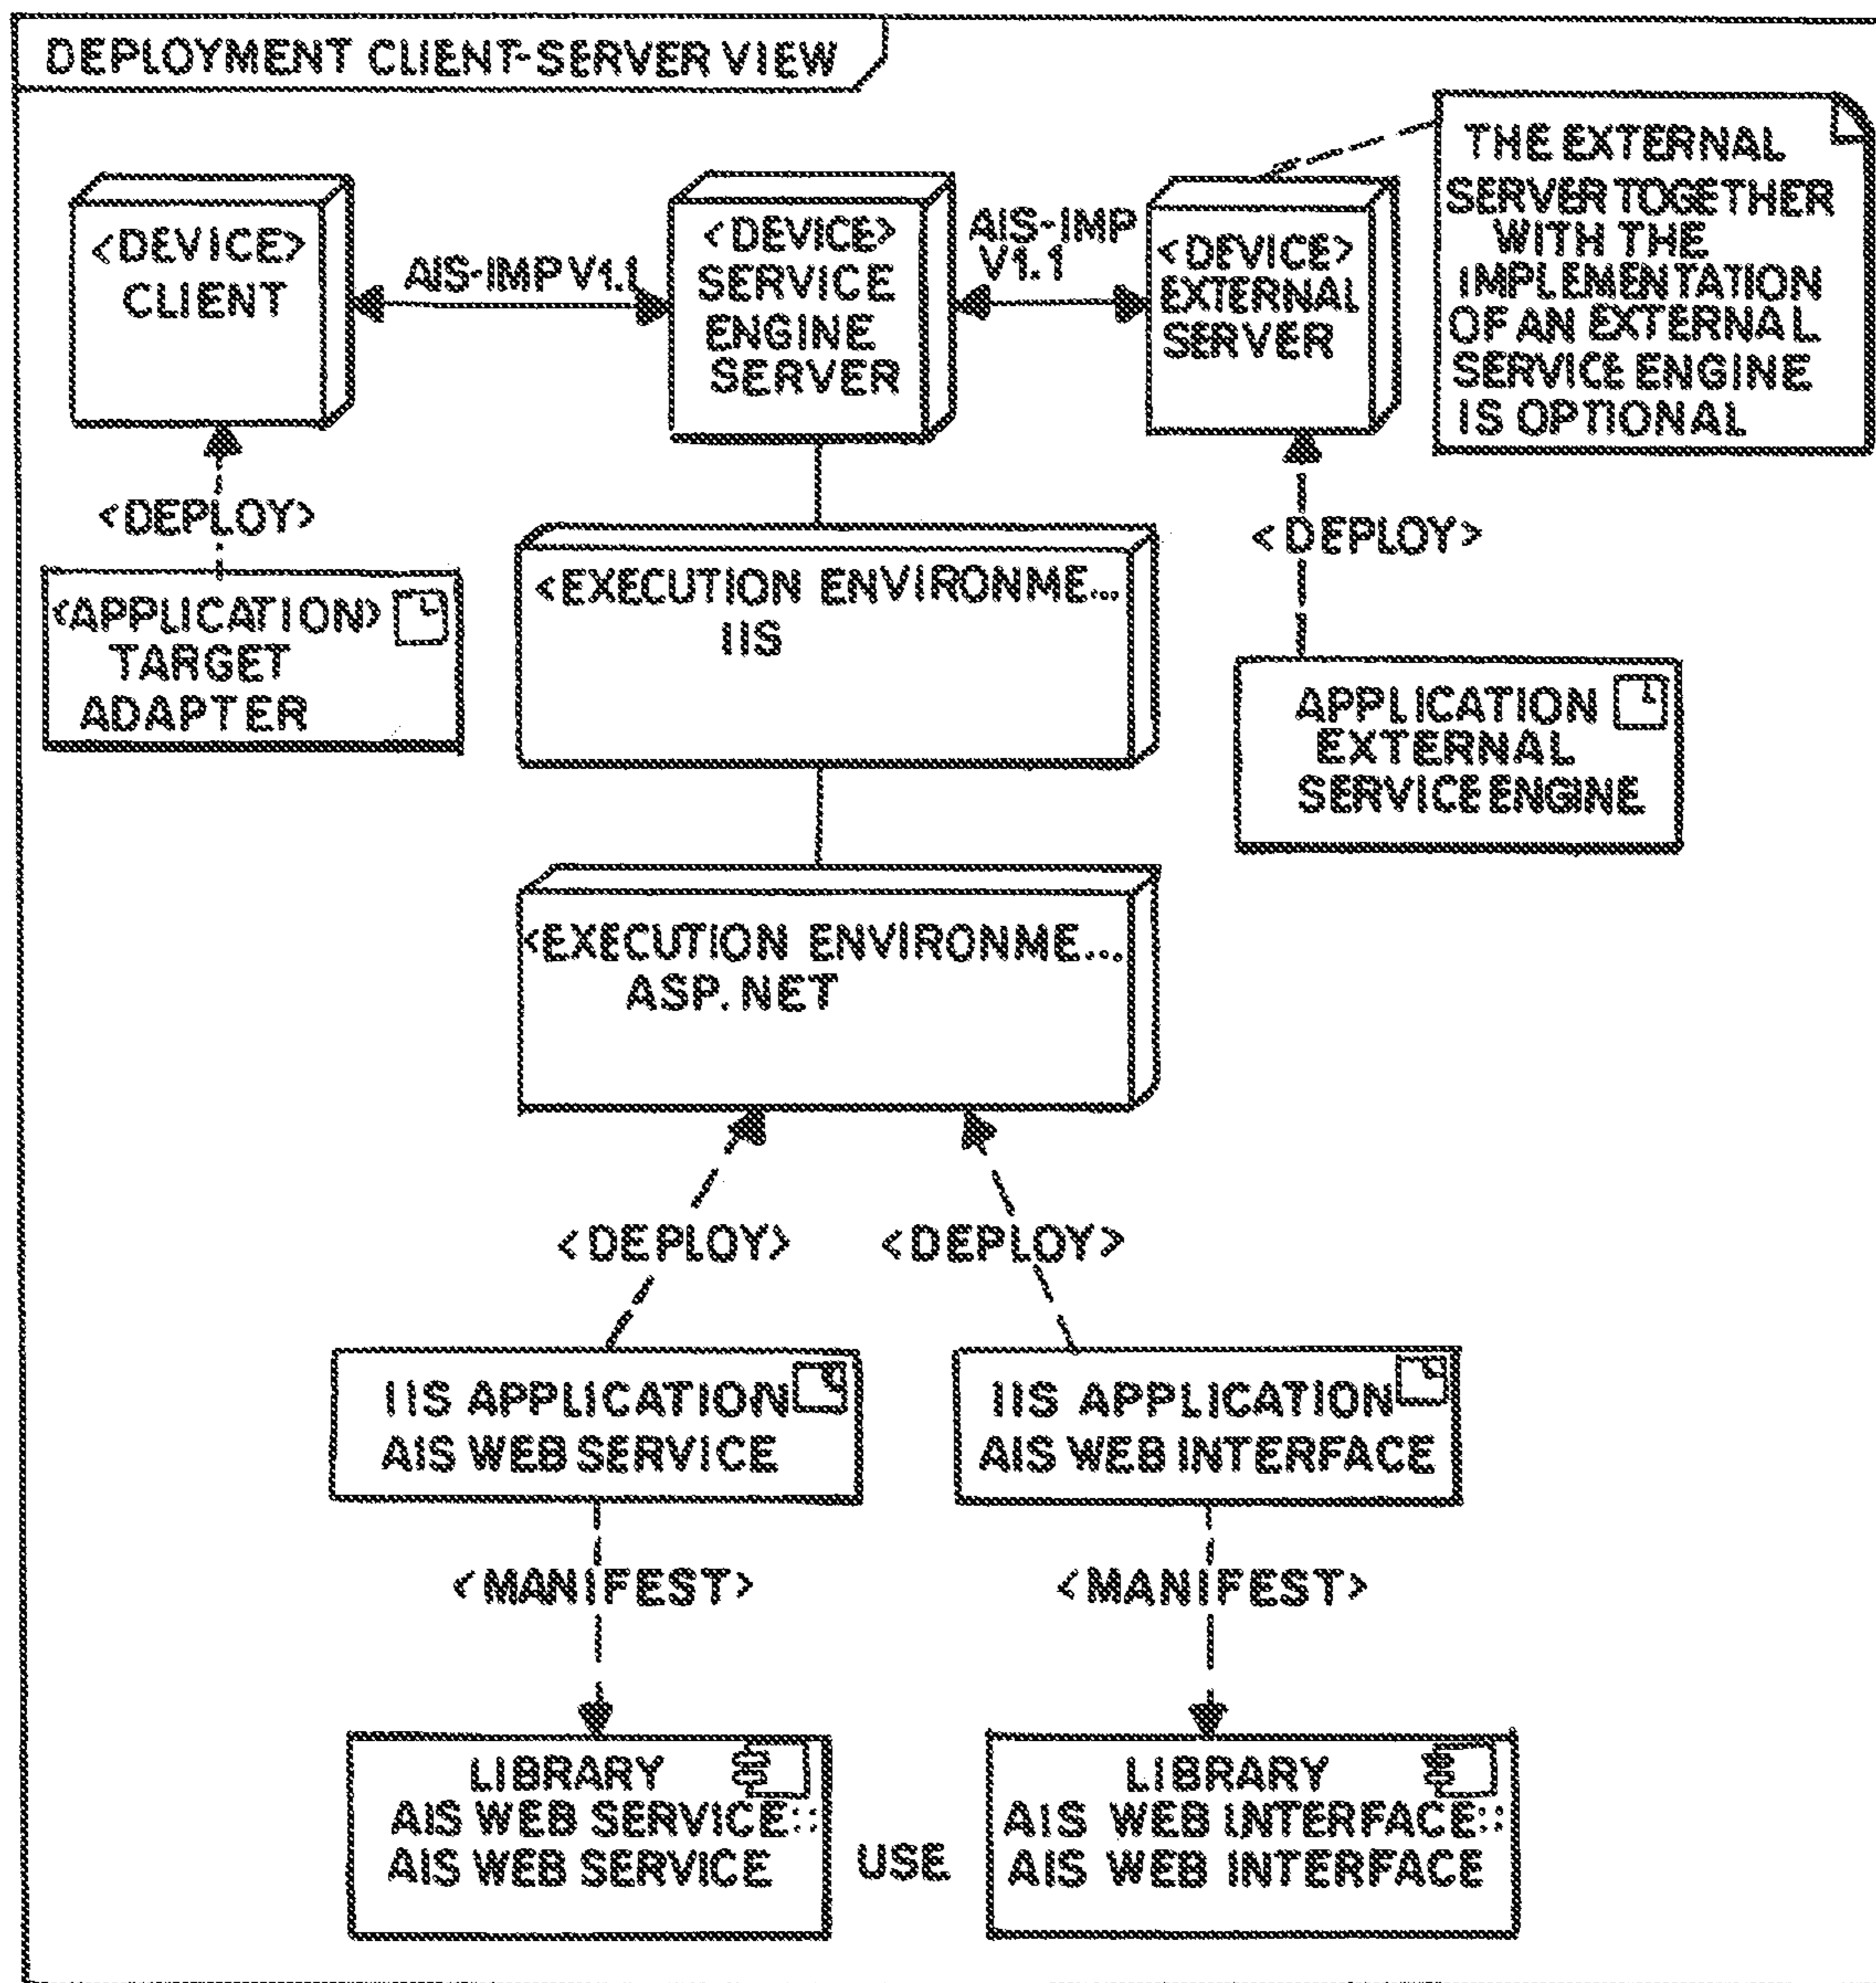 DEPLOYMENT CLIENT-SERVER VIEW
<DEVICE>
CLIENT
AIS-IMP V1.1
<DEVICE>
SERVICE
ENGINE
SERVER
AIS-IMP
V1.1
<DEVICE>
EXTERNAL
SERVER
THE EXTERNAL
SERVER TOGETHER
WITH THE
IMPLEMENTATION
OF AN EXTERNAL
SERVICE ENGINE
IS OPTIONAL
<DEPLOY>
<APPLICATION>
TARGET
ADAPTER
<EXECUTION ENVIRONME...
IIS
<DEPLOY>
APPLICATION
EXTERNAL
SERVICE ENGINE
<EXECUTION ENVIRONME...
ASP.NET
<DEPLOY>
<DEPLOY>
IIS APPLICATION
AIS WEB SERVICE
IIS APPLICATION
AIS WEB INTERFACE
<MANIFEST>
<MANIFEST>
LIBRARY
AIS WEB SERVICE::
AIS WEB SERVICE
USE
LIBRARY
AIS WEB INTERFACE::
AIS WEB INTERFACE